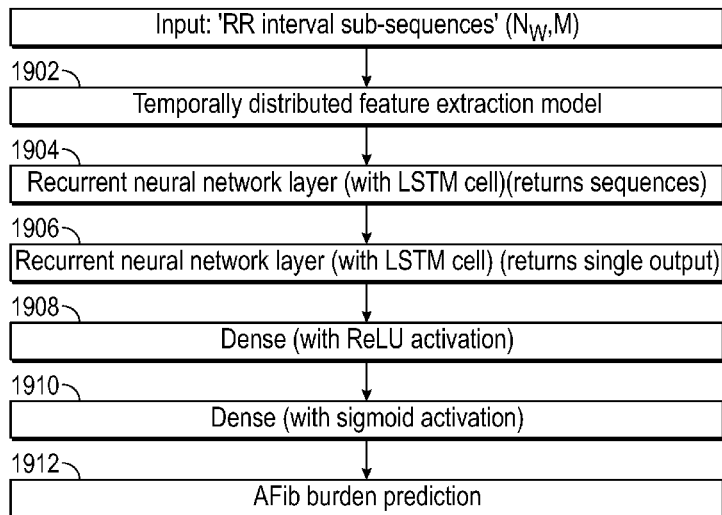 Input: 'RR interval sub-sequences' (N_W,M)
1902
Temporally distributed feature extraction model
1904
Recurrent neural network layer (with LSTM cell)(returns sequences)
1906
Recurrent neural network layer (with LSTM cell) (returns single output)
1908
Dense (with ReLU activation)
1910
Dense (with sigmoid activation)
1912
AFib burden prediction